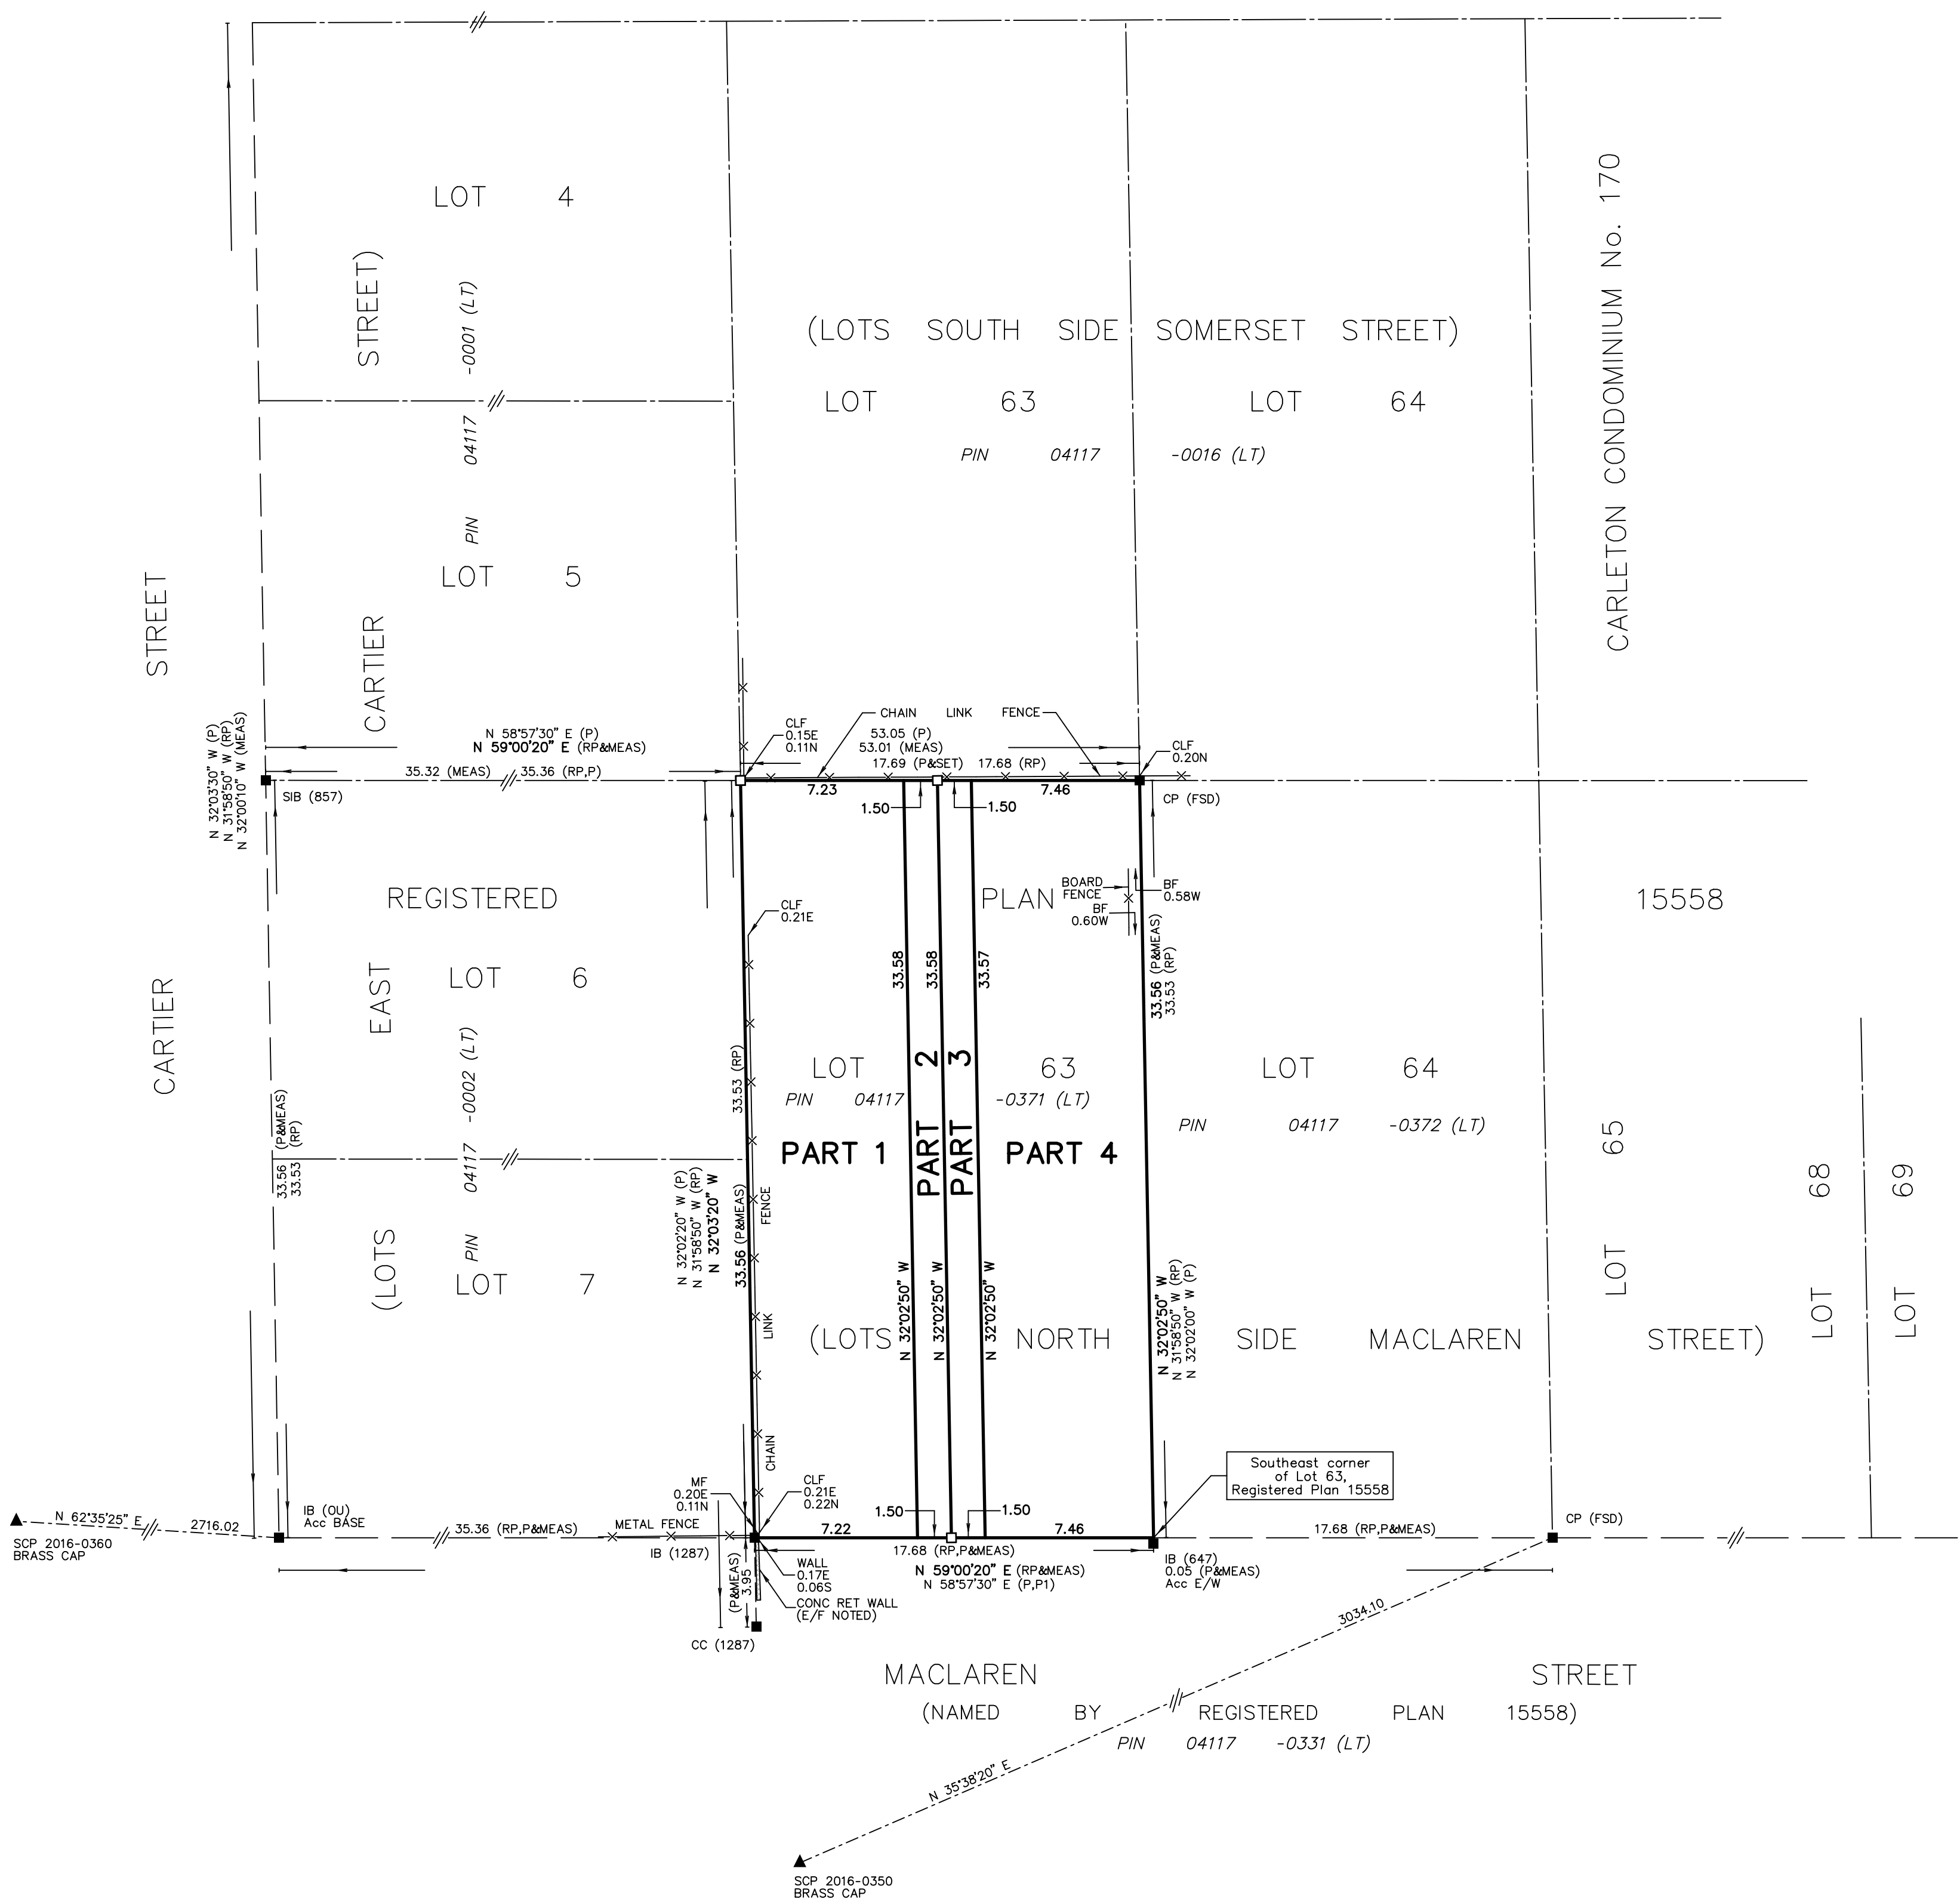 LOT 4
STREET)
-0001 (LT)
04117
PIN
LOT 5
CARTIER
STREET
CARTIER
(LOTS SOUTH SIDE SOMERSET STREET)
LOT 63
LOT 64
PIN 04117 -0016 (LT)
CARLETON CONDOMINIUM No. 170
N 32°03'30" W (P)
N 31°58'50" W (RP)
N 32°00'10" W (MEAS)
N 58°57'30" E (P)
N 59°00'20" E (RP&MEAS)
35.32 (MEAS)
35.36 (RP,P)
SIB (857)
CLF
0.15E
0.11N
CHAIN LINK FENCE
53.05 (P)
53.01 (MEAS)
17.69 (P&SET)
17.68 (RP)
CLF
0.20N
7.23
1.50
1.50
7.46
CP (FSD)
REGISTERED
PLAN
15558
BOARD
FENCE
BF
0.58W
BF
0.60W
CLF
0.21E
EAST
LOT 6
33.58
33.58
33.57
33.56 (P&MEAS)
33.53 (RP)
PIN 04117 -0002 (LT)
33.53 (RP)
LOT 63
PIN 04117 -0371 (LT)
LOT 64
PIN 04117 -0372 (LT)
PART 1
PART 2
PART 3
PART 4
33.56 (P&MEAS)
33.53 (RP)
LOT 65
LOT 68
LOT 69
(LOTS
LOT 7
N 32°02'20" W (P)
N 31°58'50" W (RP)
N 32°03'20" W
33.56 (P&MEAS)
CHAIN LINK FENCE
N 32°02'50" W
N 32°02'50" W
N 32°02'50" W
N 32°02'50" W
N 31°58'50" W (RP)
N 32°02'00" W (P)
(LOTS NORTH SIDE MACLAREN STREET)
Southeast corner
of Lot 63,
Registered Plan 15558
MF
0.20E
0.11N
CLF
0.21E
0.22N
IB (OU)
Acc BASE
N 62°35'25" E
2716.02
SCP 2016-0360
BRASS CAP
35.36 (RP,P&MEAS)
METAL FENCE
IB (1287)
7.22
1.50
1.50
7.46
17.68 (RP,P&MEAS)
N 59°00'20" E (RP&MEAS)
N 58°57'30" E (P,P1)
17.68 (RP,P&MEAS)
CP (FSD)
IB (647)
0.05 (P&MEAS)
Acc E/W
WALL
0.17E
0.06S
CONC RET WALL
(E/F NOTED)
(P&MEAS)
3.95
CC (1287)
3034.10
MACLAREN STREET
(NAMED BY REGISTERED PLAN 15558)
PIN 04117 -0331 (LT)
N 35°38'20" E
SCP 2016-0350
BRASS CAP